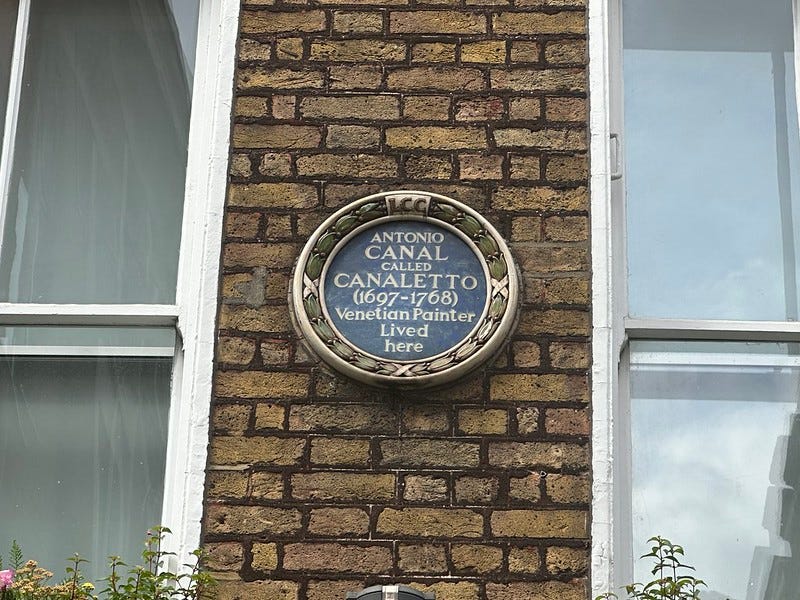 LCC
ANTONIO
CANAL
CALLED
CANALETTO
(1697-1768)
Venetian Painter
Lived
here